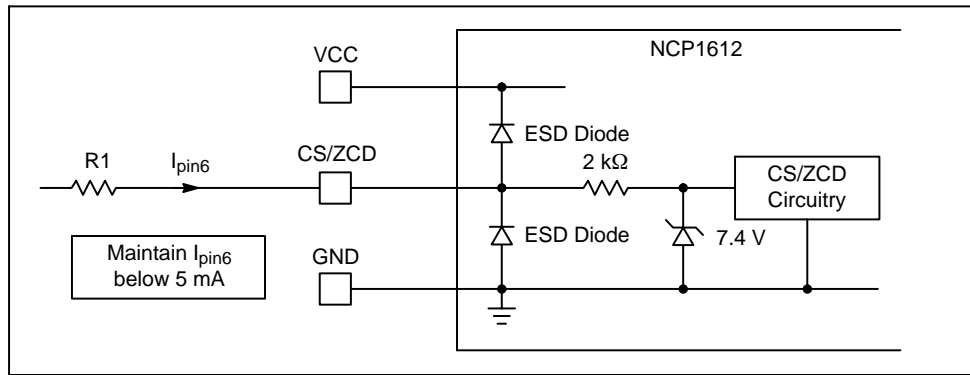 NCP1612
VCC
ESD Diode
R1
Ipin6
CS/ZCD
2 kΩ
CS/ZCD
Circuitry
Maintain Ipin6
below 5 mA
GND
ESD Diode
7.4 V